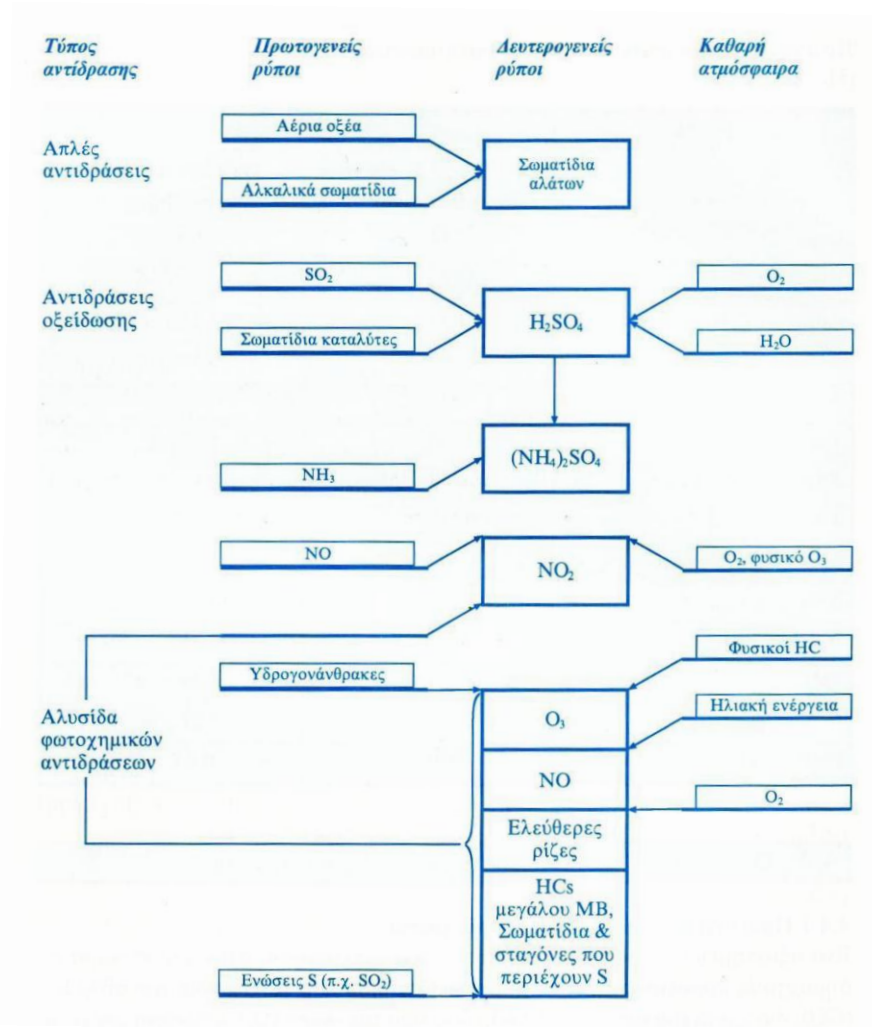 Τύπος
αντίδρασης
Πρωτογενείς
ρύποι
Δευτερογενείς
ρύποι
Καθαρή
ατμόσφαιρα
Απλές
αντιδράσεις
Αέρια οξέα
Αλκαλικά σωματίδια
Σωματίδια
αλάτων
Αντιδράσεις
οξείδωσης
SO₂
Σωματίδια καταλύτες
H₂SO₄
O₂
H₂O
NH₃
(NH₄)₂SO₄
NO
NO₂
O₂, φυσικό O₃
Αλυσίδα
φωτοχημικών
αντιδράσεων
Υδρογονάνθρακες
Φυσικοί HC
O₃
Ηλιακή ενέργεια
NO
O₂
Ελεύθερες
ρίζες
HCs
μεγάλου ΜΒ,
Σωματίδια &
σταγόνες που
περιέχουν S
Ενώσεις S (π.χ. SO₂)